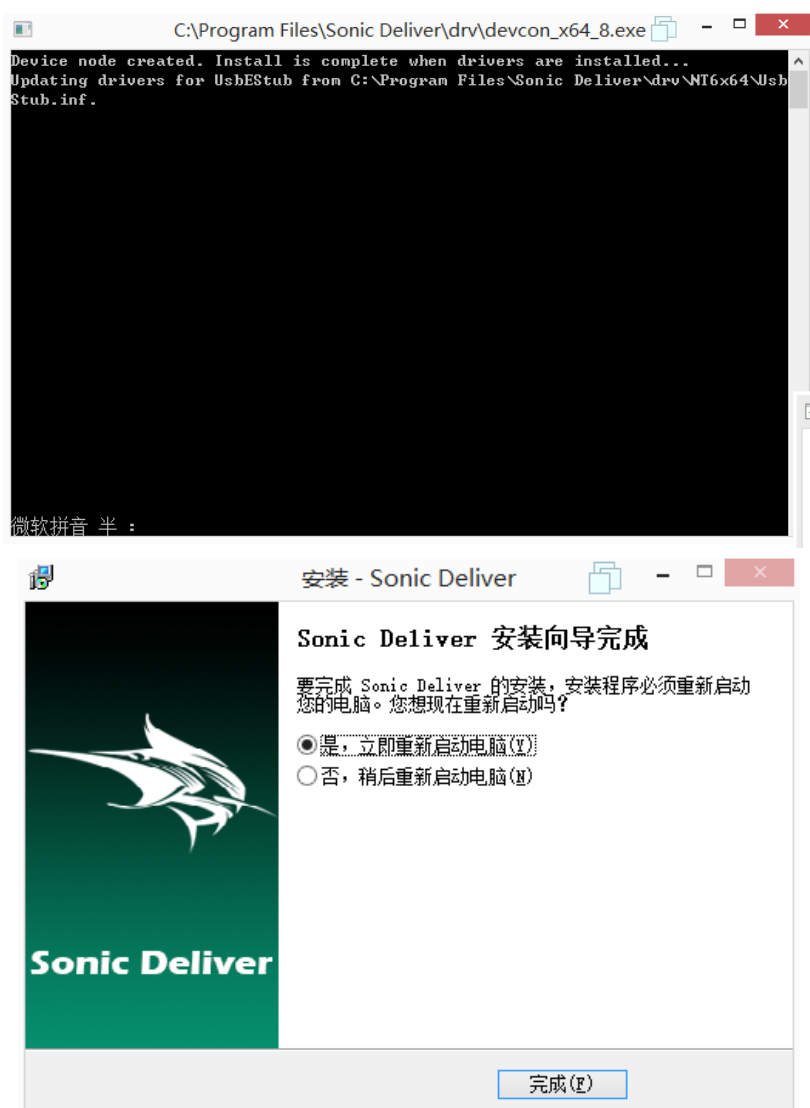 C:\Program Files\Sonic Deliver\drv\devcon_x64_8.exe
Device node created. Install is complete when drivers are installed...
Updating drivers for UsbEStub from C:\Program Files\Sonic Deliver\drv\NT6x64\Usb
Stub.inf.
微软拼音 半 :
安装 - Sonic Deliver
Sonic Deliver 安装向导完成
要完成 Sonic Deliver 的安装，安装程序必须重新启动
您的电脑。您想现在重新启动吗?
是，立即重新启动电脑(Y)
否，稍后重新启动电脑(N)
Sonic Deliver
完成(F)